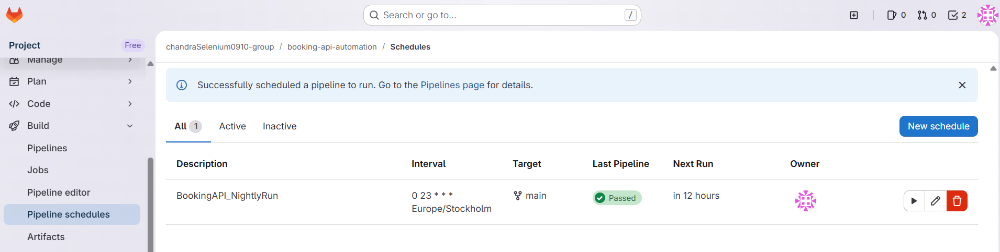 Search or go to... /
0 0 2
Project Free
Manage
Plan
Code
Build
Pipelines
Jobs
Pipeline editor
Pipeline schedules
Artifacts
chandraSelenium0910-group / booking-api-automation / Schedules
Successfully scheduled a pipeline to run. Go to the Pipelines page for details.
All 1 Active Inactive New schedule
Description Interval Target Last Pipeline Next Run Owner
BookingAPI_NightlyRun 0 23 * * * main Passed in 12 hours
Europe/Stockholm